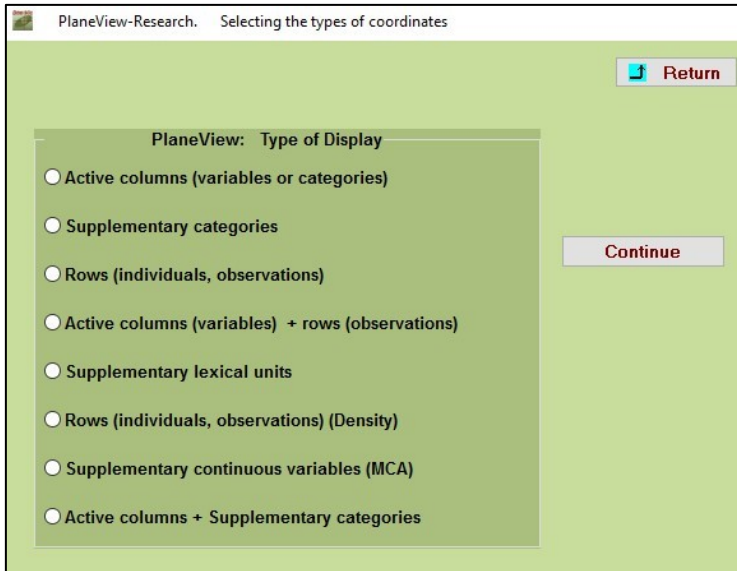 PlaneView-Research. Selecting the types of coordinates
Return
PlaneView: Type of Display
Active columns (variables or categories)
Supplementary categories
Continue
Rows (individuals, observations)
Active columns (variables) + rows (observations)
Supplementary lexical units
Rows (individuals, observations) (Density)
Supplementary continuous variables (MCA)
Active columns + Supplementary categories